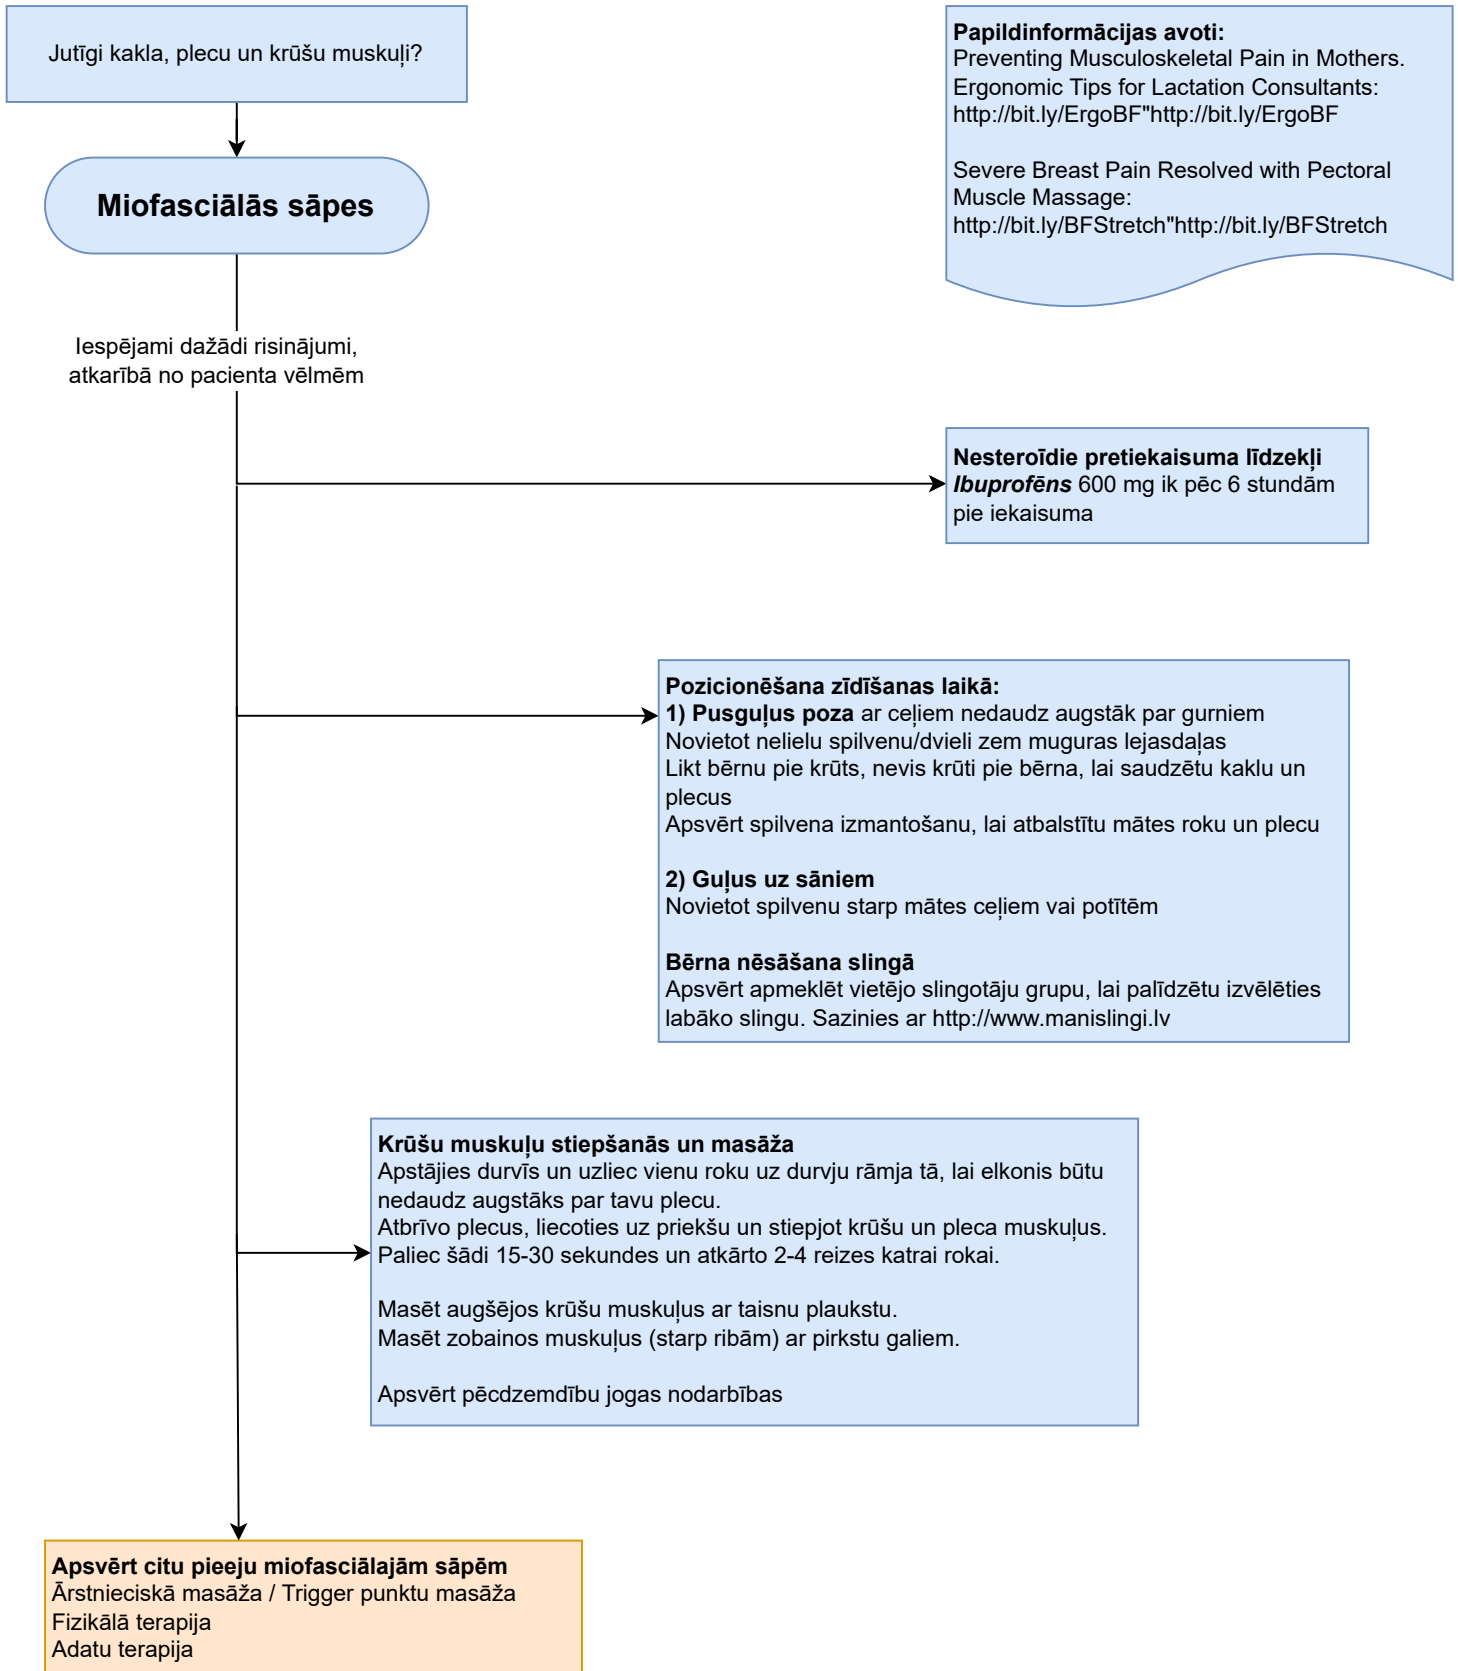 Jutīgi kakla, plecu un krūšu muskuļi?
Papildinformācijas avoti:
Preventing Musculoskeletal Pain in Mothers.
Ergonomic Tips for Lactation Consultants:
http://bit.ly/ErgoBF"http://bit.ly/ErgoBF
Severe Breast Pain Resolved with Pectoral
Muscle Massage:
http://bit.ly/BFStretch"http://bit.ly/BFStretch
Miofasciālās sāpes
Iespējami dažādi risinājumi,
atkarībā no pacienta vēlmēm
Nesteroīdie pretiekaisuma līdzekļi
Ibuprofēns 600 mg ik pēc 6 stundām
pie iekaisuma
Pozicionēšana zīdīšanas laikā:
1) Pusguļus poza ar ceļiem nedaudz augstāk par gurniem
Novietot nelielu spilvenu/dvieli zem muguras lejasdaļas
Likt bērnu pie krūts, nevis krūti pie bērna, lai saudzētu kaklu un
plecus
Apsvērt spilvena izmantošanu, lai atbalstītu mātes roku un plecu
2) Guļus uz sāniem
Novietot spilvenu starp mātes ceļiem vai potītēm
Bērna nēsāšana slingā
Apsvērt apmeklēt vietējo slingotāju grupu, lai palīdzētu izvēlēties
labāko slingu. Sazinies ar http://www.manislingi.lv
Krūšu muskuļu stiepšanās un masāža
Apstājies durvīs un uzliec vienu roku uz durvju rāmja tā, lai elkonis būtu
nedaudz augstāks par tavu plecu.
Atbrīvo plecus, liecoties uz priekšu un stiepjot krūšu un pleca muskuļus.
Paliec šādi 15-30 sekundes un atkārto 2-4 reizes katrai rokai.
Masēt augšējos krūšu muskuļus ar taisnu plaukstu.
Masēt zobainos muskuļus (starp ribām) ar pirkstu galiem.
Apsvērt pēcdzemdību jogas nodarbības
Apsvērt citu pieeju miofasciālajām sāpēm
Ārstnieciskā masāža / Trigger punktu masāža
Fizikālā terapija
Adatu terapija